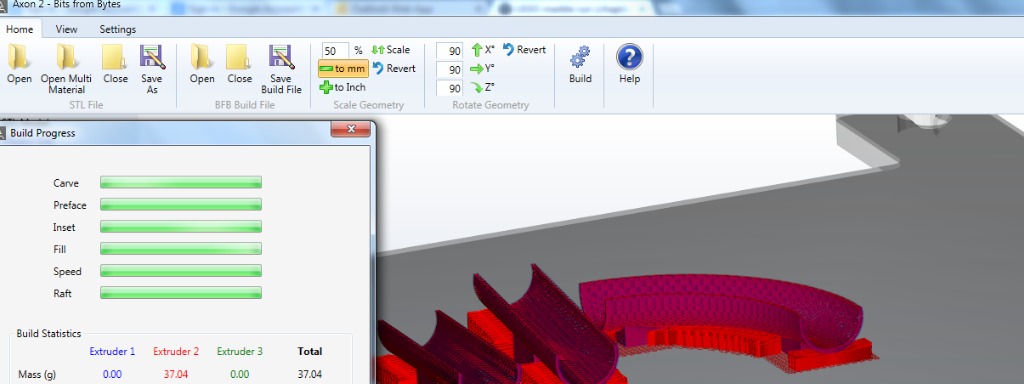 Axon 2 - Bits from Bytes
Home View Settings
50 % Scale 90 X° Revert
Open Open Multi Material Close Save As Open Close Save Build File to mm Revert 90 Y° Build Help
to Inch 90 Z°
STL File BFB Build File Scale Geometry Rotate Geometry
Build Progress
Carve
Preface
Inset
Fill
Speed
Raft
Build Statistics
Extruder 1 Extruder 2 Extruder 3 Total
Mass (g) 0.00 37.04 0.00 37.04